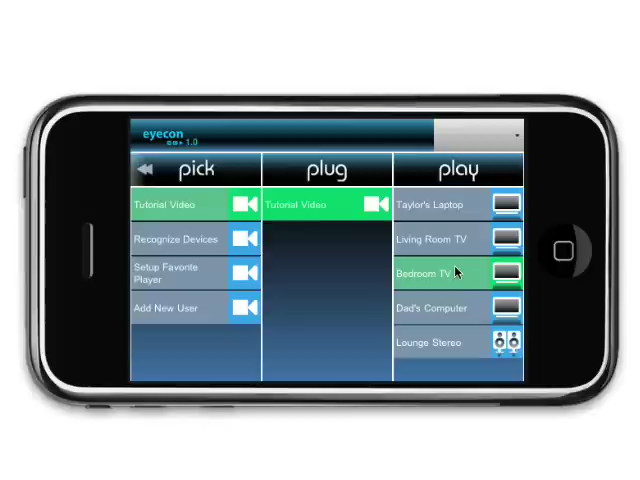 eyecon
1.0
pick
plug
play
Tutorial Video
Recognize Devices
Setup Favorite
Player
Add New User
Tutorial Video
Taylor's Laptop
Living Room TV
Bedroom TV
Dad's Computer
Lounge Stereo